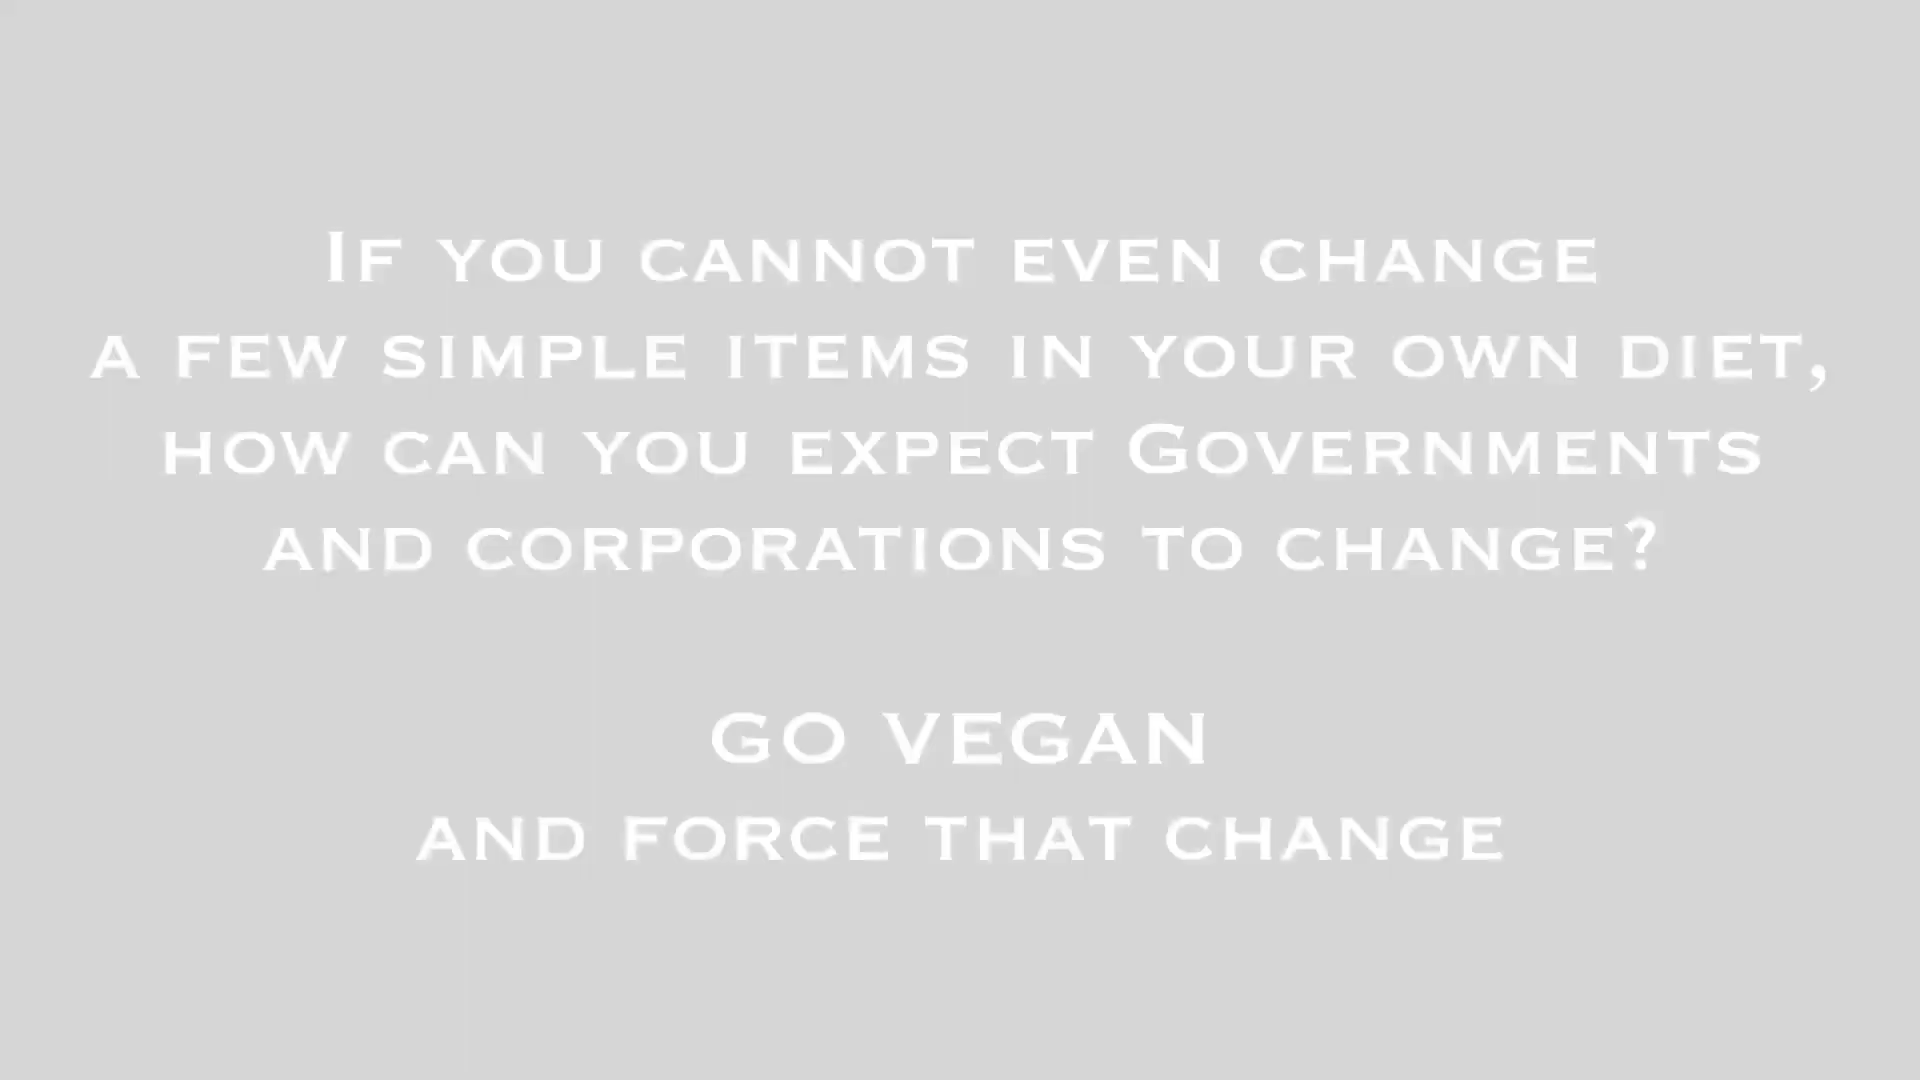 If you cannot even change
a few simple items in your own diet,
how can you expect Governments
and corporations to change?
GO VEGAN
and force that change